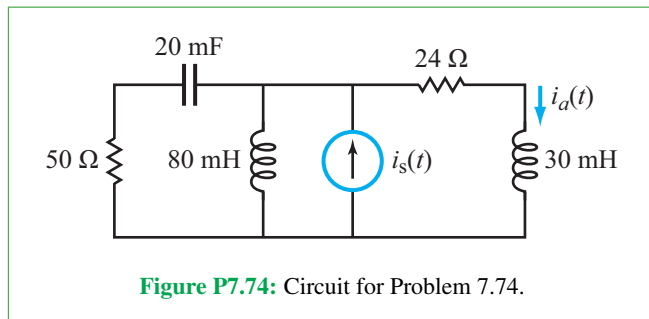 20 mF
24 Ω
i_a(t)
50 Ω
80 mH
i_s(t)
30 mH
Figure P7.74: Circuit for Problem 7.74.